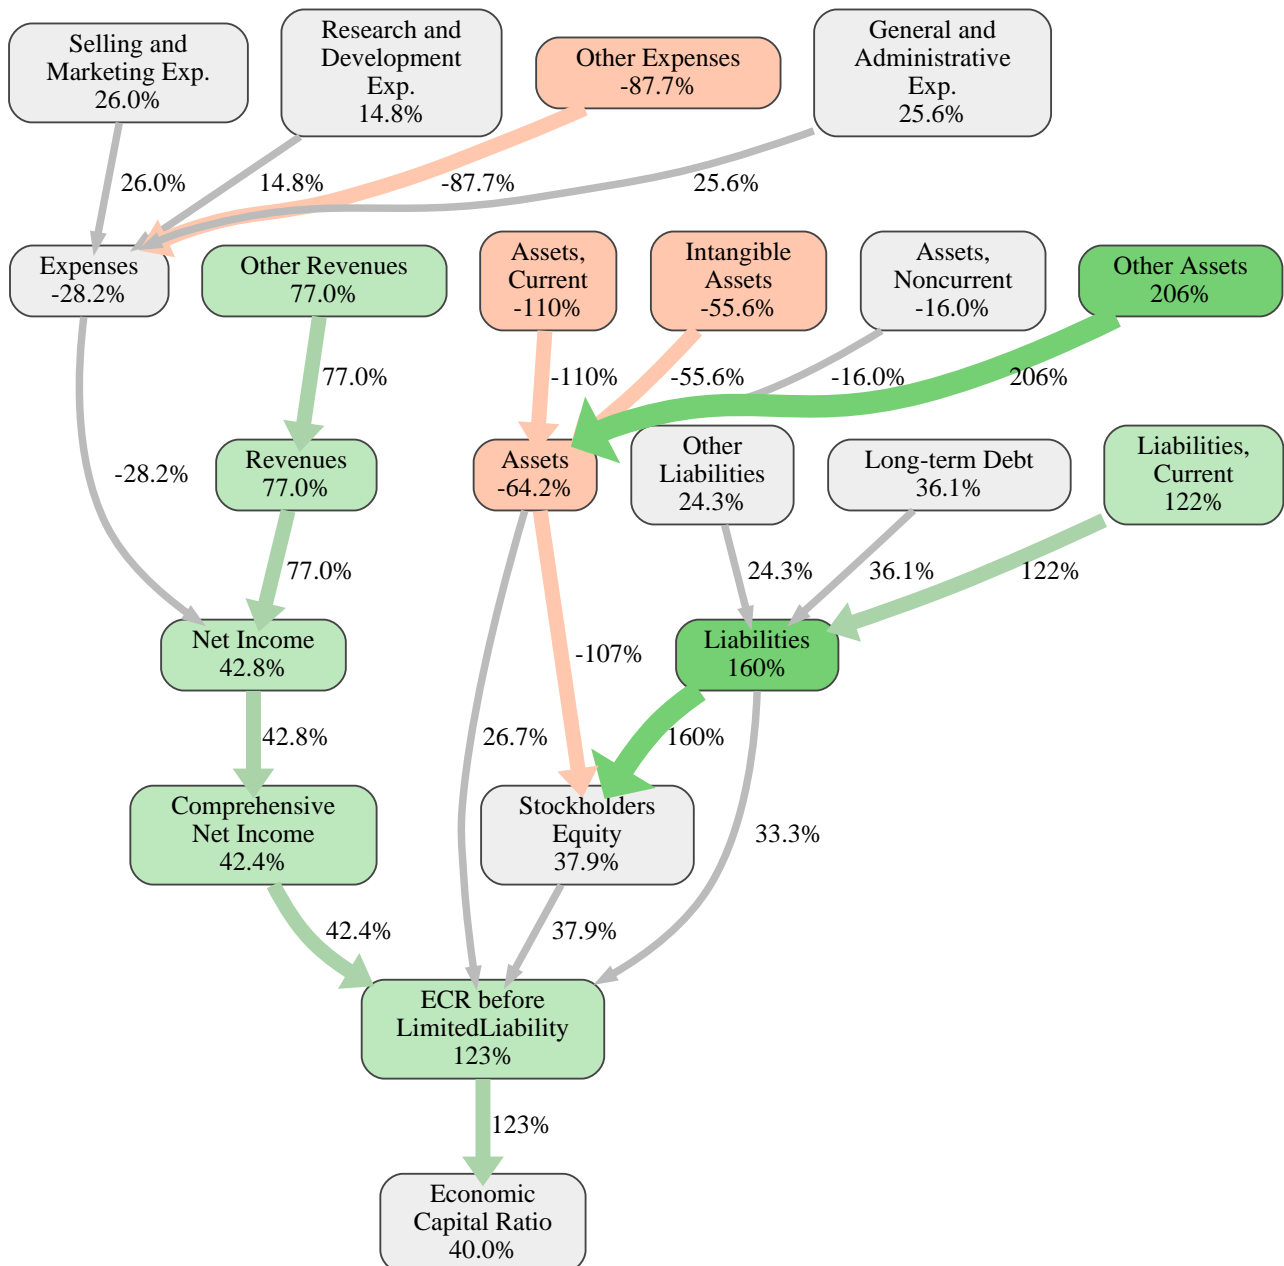 Selling and
Marketing Exp.
26.0%
Research and
Development
Exp.
14.8%
Other Expenses
-87.7%
General and
Administrative
Exp.
25.6%
26.0%
14.8%
-87.7%
25.6%
Expenses
-28.2%
Other Revenues
77.0%
Assets,
Current
-110%
Intangible
Assets
-55.6%
Assets,
Noncurrent
-16.0%
Other Assets
206%
77.0%
-110%
-55.6%
-16.0%
206%
-28.2%
Revenues
77.0%
Assets
-64.2%
Other
Liabilities
24.3%
Long-term Debt
36.1%
Liabilities,
Current
122%
77.0%
24.3%
36.1%
122%
Net Income
42.8%
-107%
Liabilities
160%
42.8%
26.7%
160%
Comprehensive
Net Income
42.4%
Stockholders
Equity
37.9%
33.3%
42.4%
37.9%
ECR before
LimitedLiability
123%
123%
Economic
Capital Ratio
40.0%